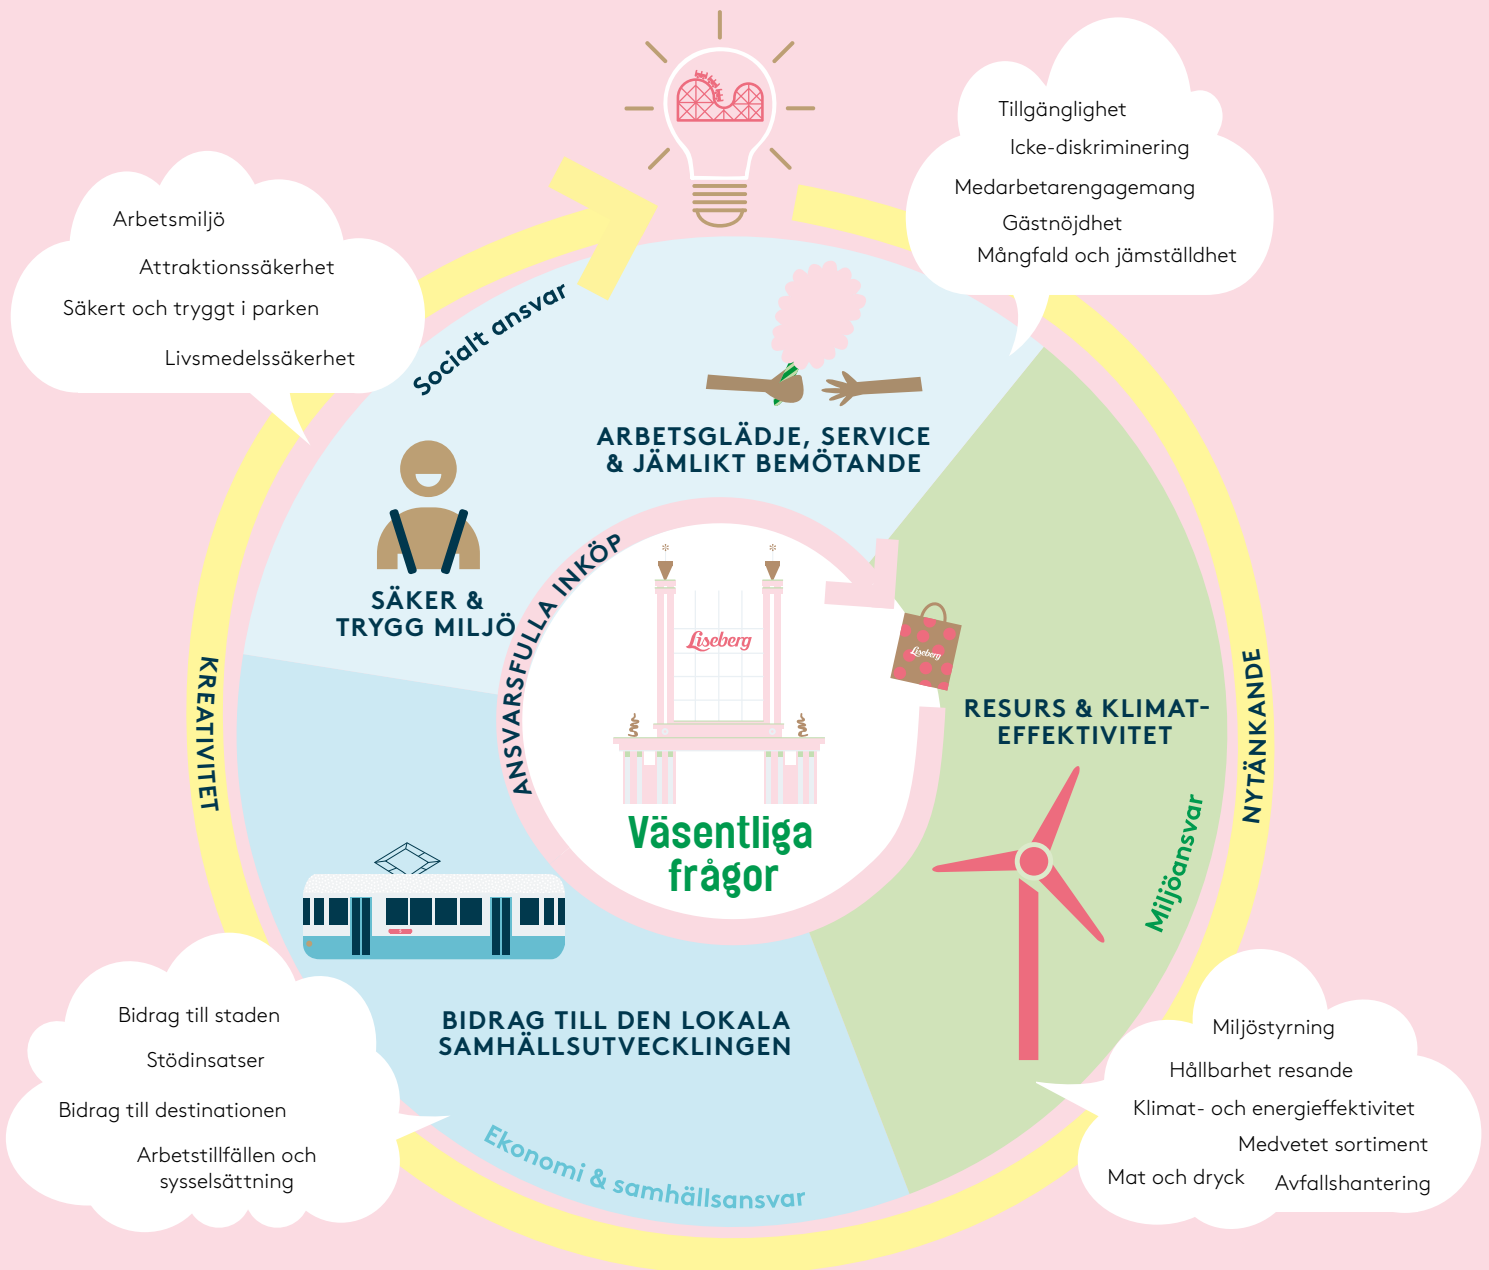 Tillgänglighet
Icke-diskriminering
Medarbetarengagemang
Gästnöjdhet
Mångfald och jämställdhet
Arbetsmiljö
Attraktionssäkerhet
Säkert och tryggt i parken
Livsmedelssäkerhet
Socialt ansvar
ARBETSGLÄDJE, SERVICE
& JÄMLIKT BEMÖTANDE
SÄKER &
TRYGG MILJÖ
ANSVARSFULLA INKÖP
Liseberg
Liseberg
KREATIVITET
NYTÄNKANDE
RESURS & KLIMAT-
EFFEKTIVITET
Miljöansvar
Väsentliga
frågor
BIDRAG TILL DEN LOKALA
SAMHÄLLSUTVECKLINGEN
Ekonomi & samhällsansvar
Bidrag till staden
Stödinsatser
Bidrag till destinationen
Arbetstillfällen och
sysselsättning
Miljöstyrning
Hållbarhet resande
Klimat- och energieffektivitet
Medvetet sortiment
Mat och dryck
Avfallshantering